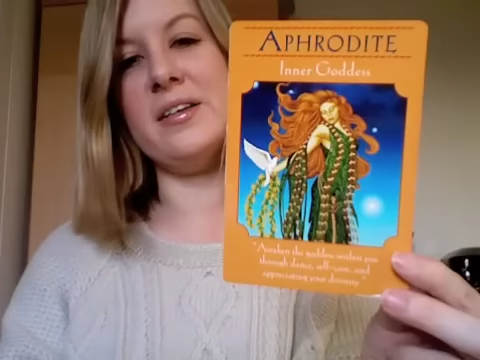 APHRODITE
Inner Goddess
"Awaken the goddess within you
through dance, self-care, and
appreciating your divinity."